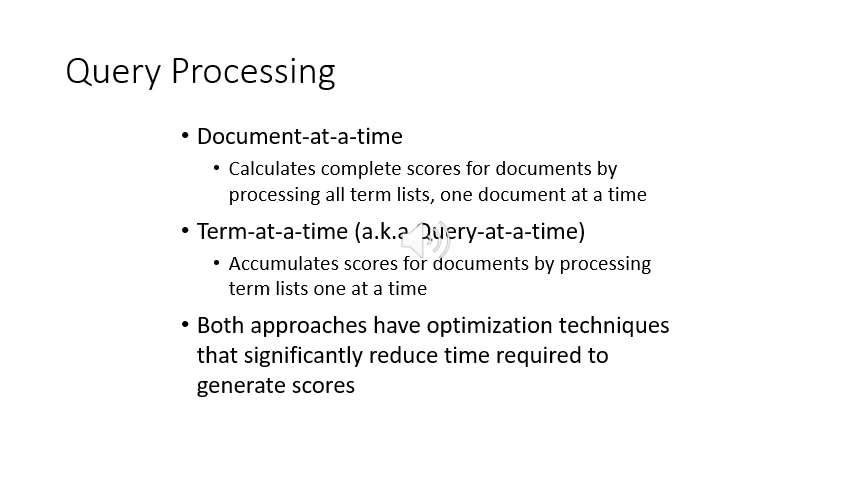 Query Processing
• Document-at-a-time
• Calculates complete scores for documents by
processing all term lists, one document at a time
• Term-at-a-time (a.k.a Query-at-a-time)
• Accumulates scores for documents by processing
term lists one at a time
• Both approaches have optimization techniques
that significantly reduce time required to
generate scores